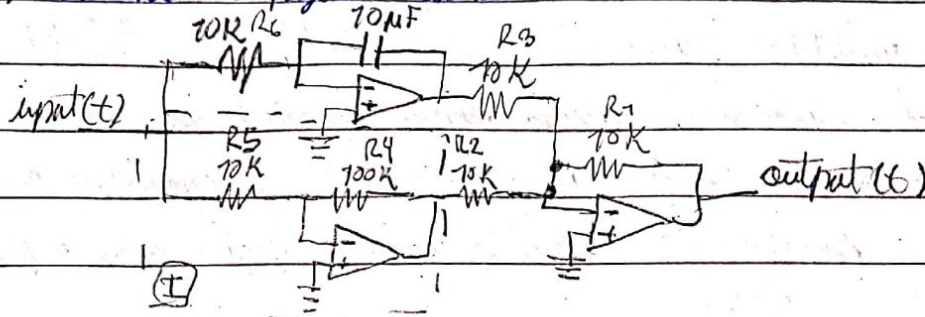 10K R6
10µF
R3
10K
input(t)
R1
10K
R5
10K
R4
100K
R2
10K
output(t)
-
+
-
+
-
+
I